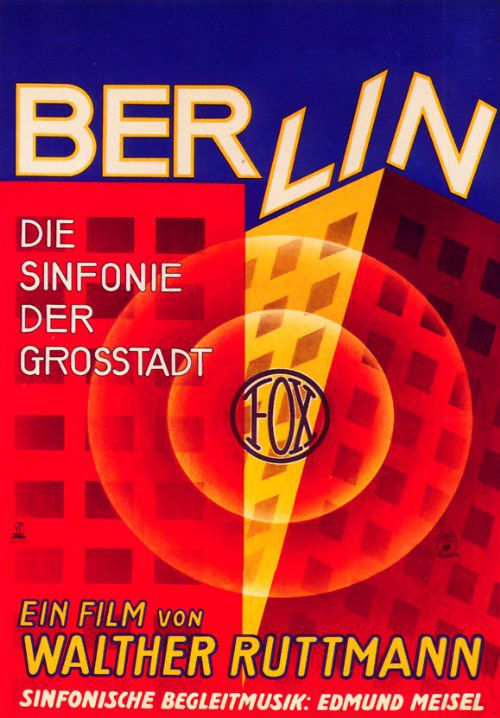 BERLIN
DIE
SINFONIE
DER
GROSSTADT
FOX
EIN FILM VON
WALTHER RUTTMANN
SINFONISCHE BEGLEITMUSIK: EDMUND MEISEL